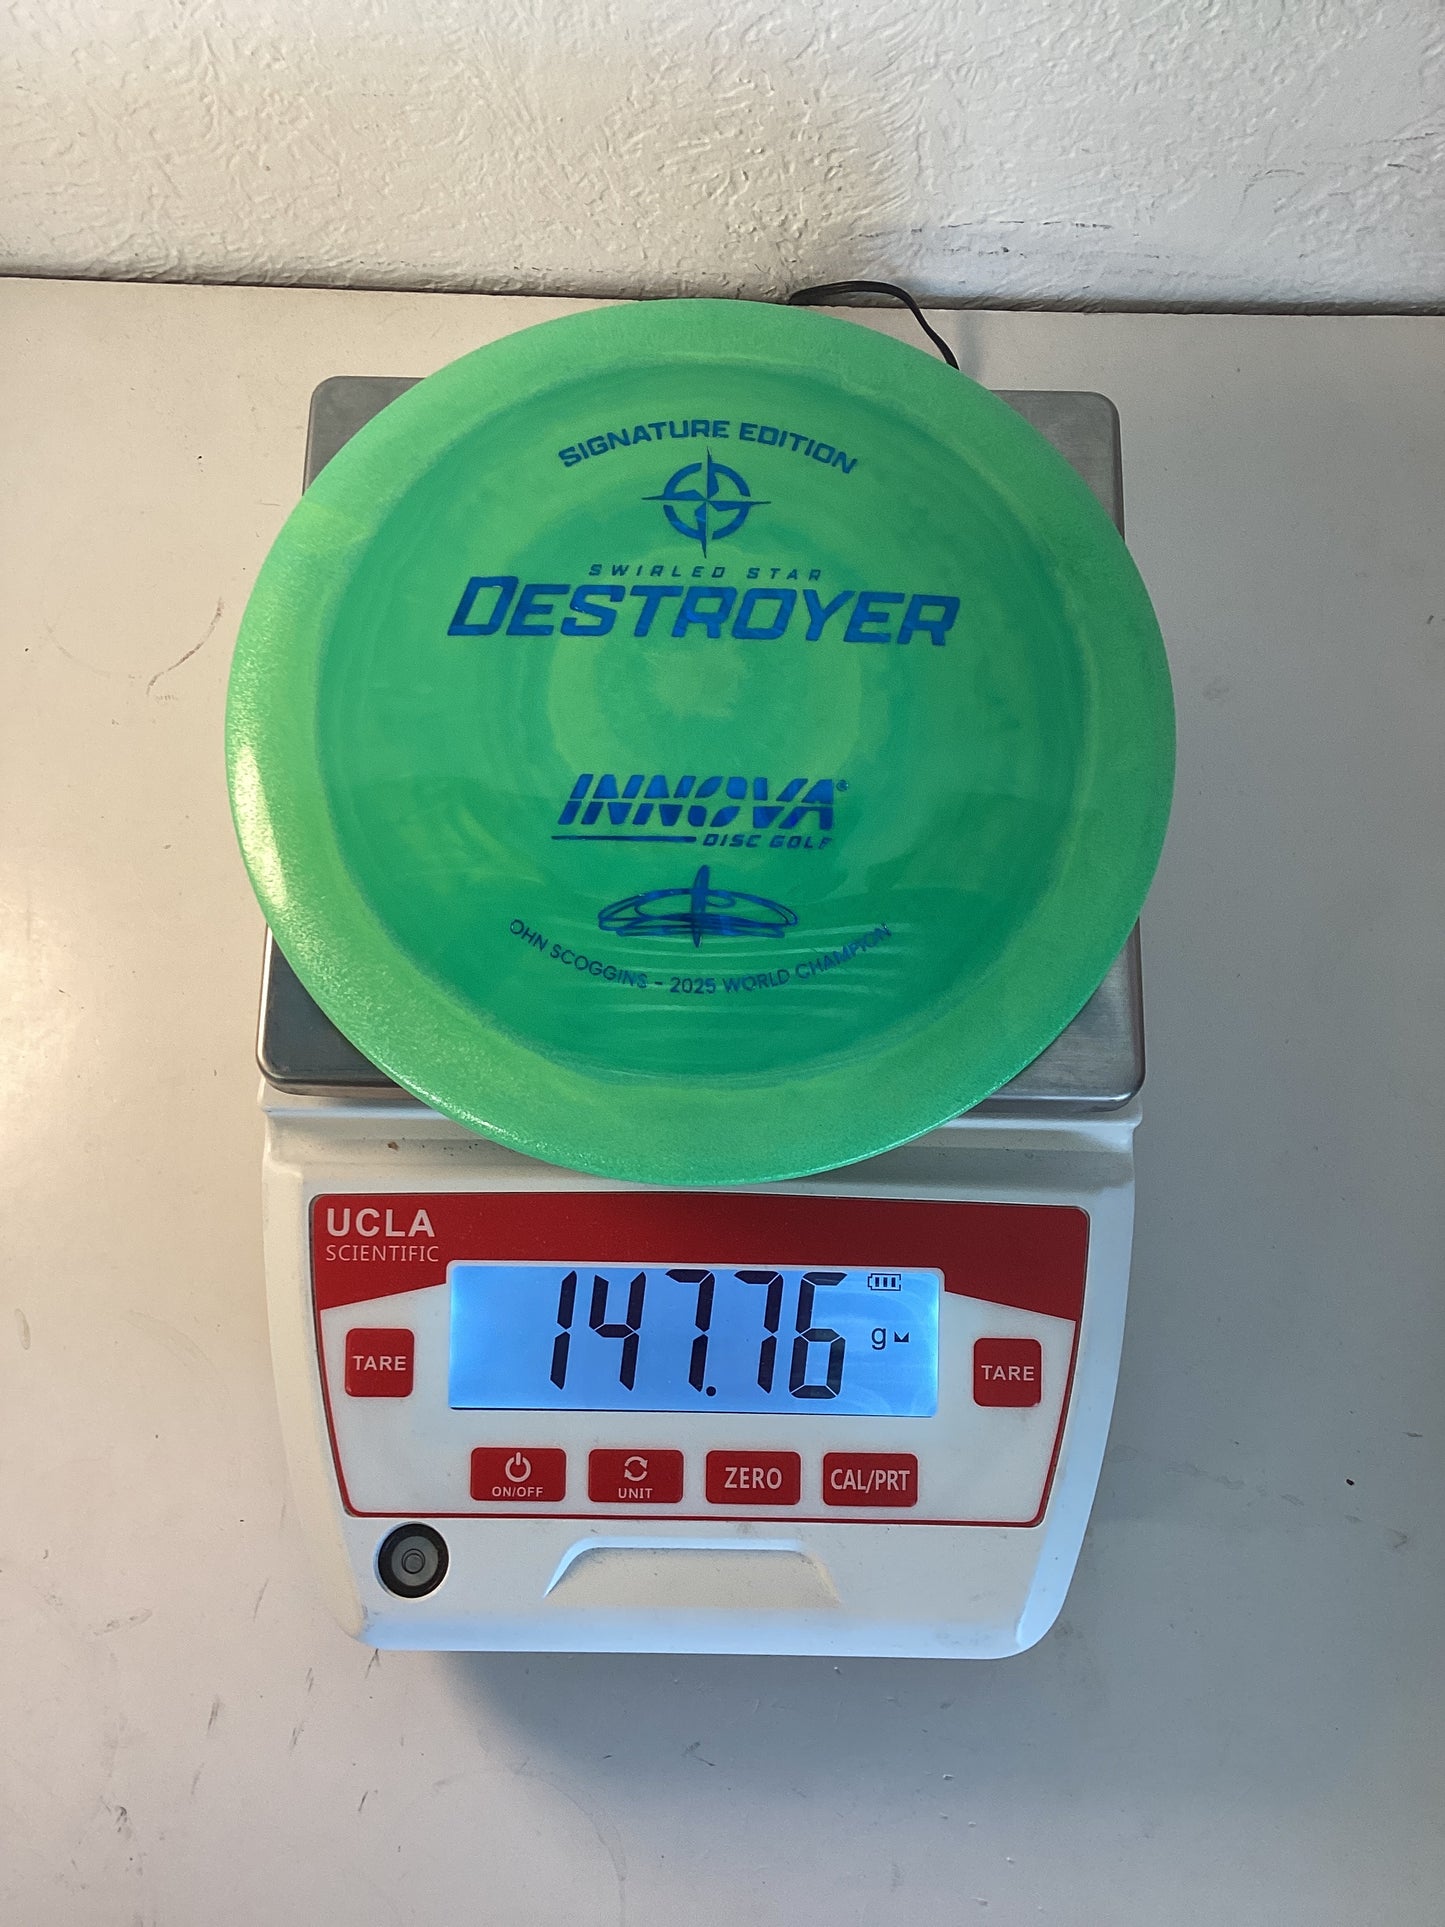 SIGNATURE EDITION
SWIRLED STAR
DESTROYER
INNOVA®
DISC GOLF
OHN SCOGGINS - 2025 WORLD CHAMPION
UCLA
SCIENTIFIC
147.76
g
TARE
TARE
ON/OFF
UNIT
ZERO
CAL/PRT